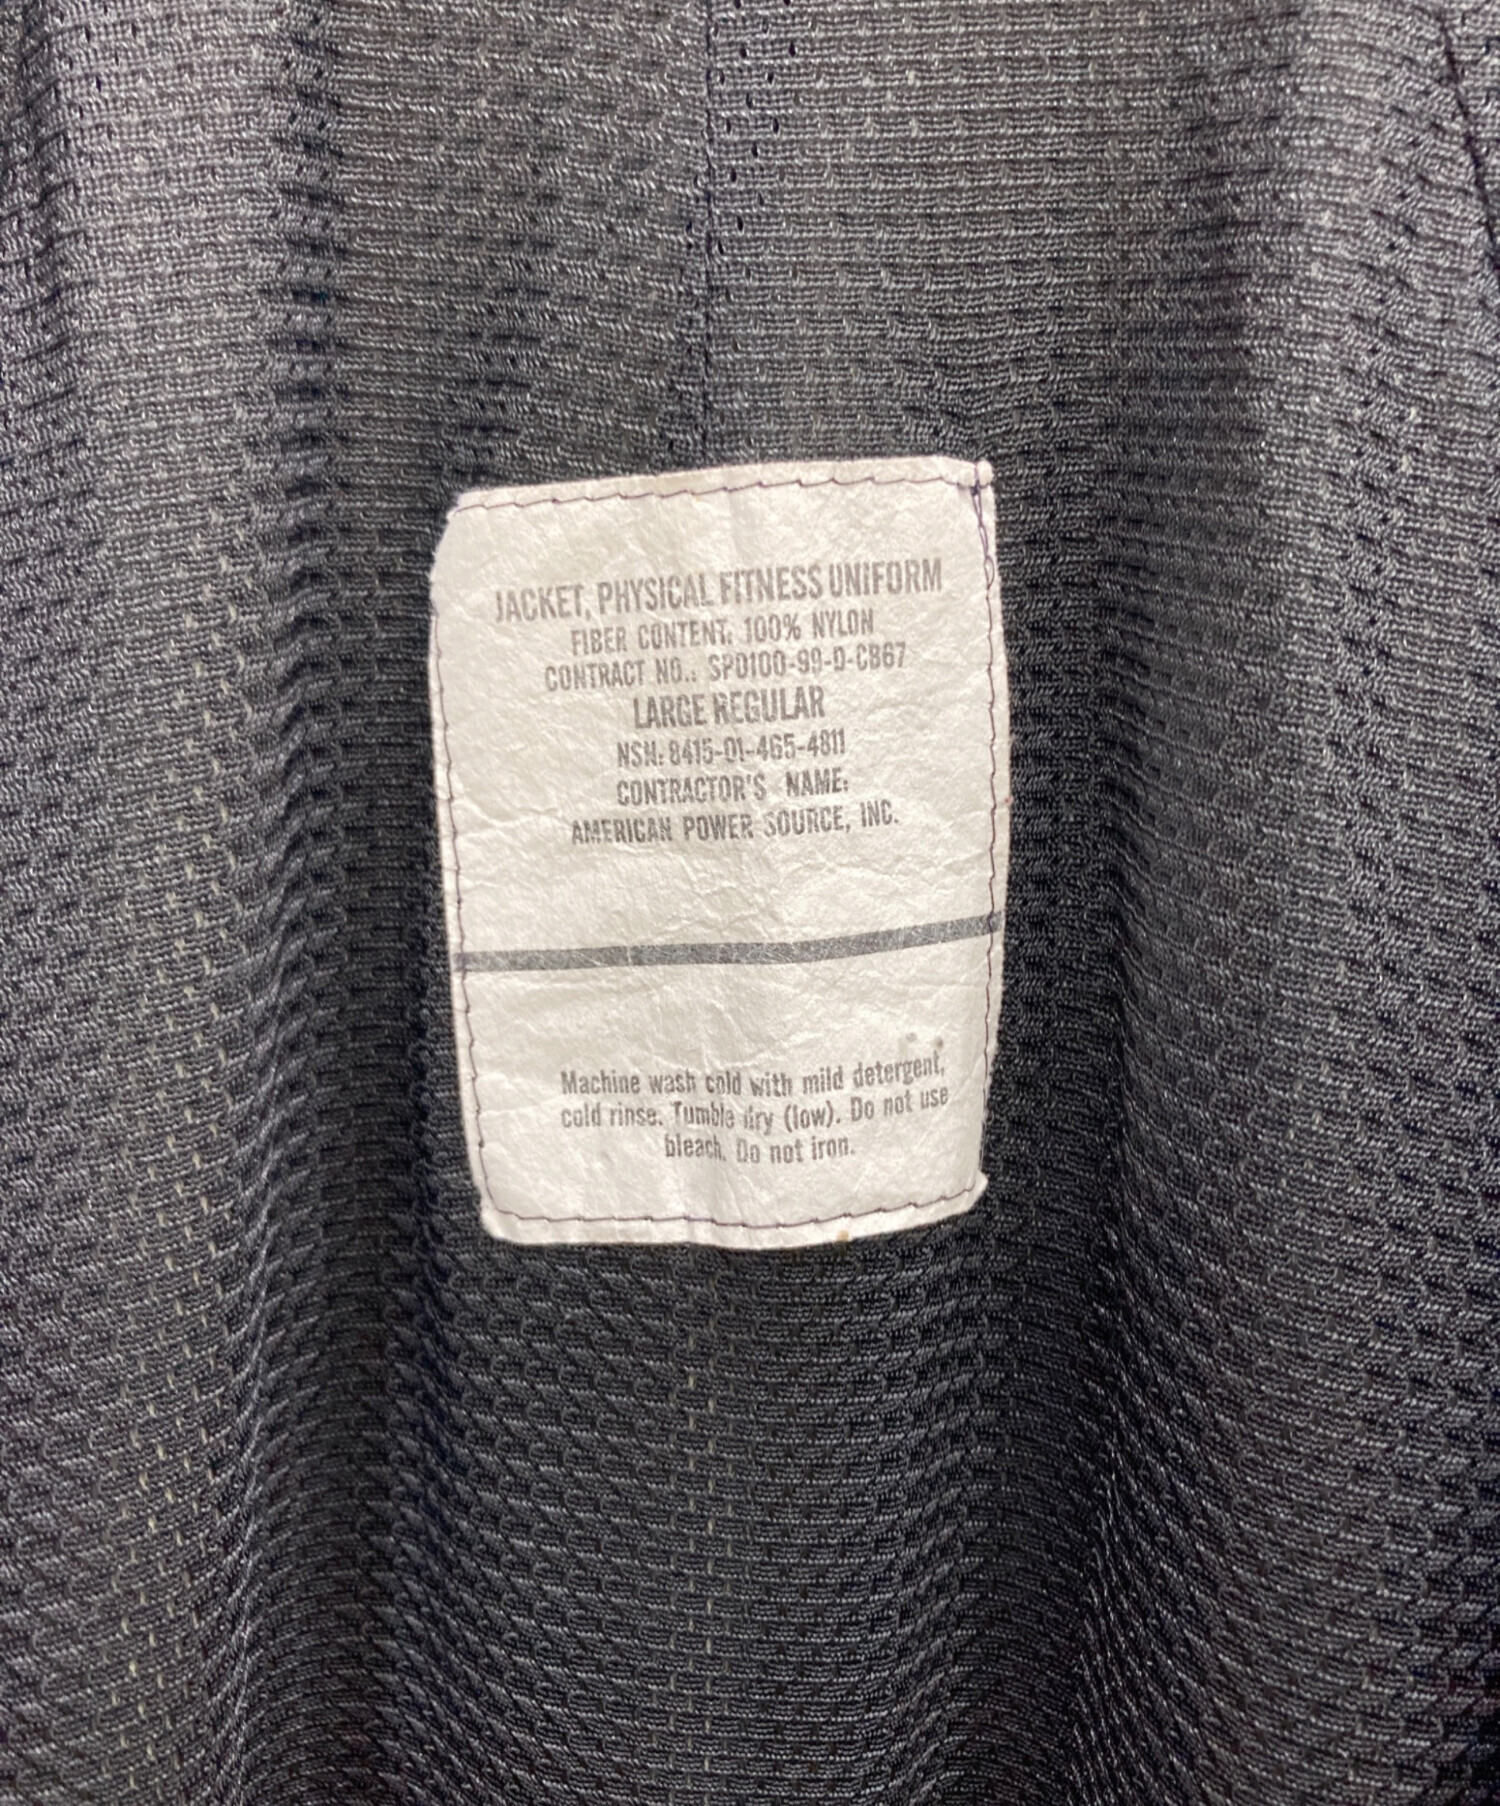 JACKET, PHYSICAL FITNESS UNIFORM
FIBER CONTENT: 100% NYLON
CONTRACT NO.: SP0100-99-D-CB67
LARGE REGULAR
NSN: 8415-01-465-4811
CONTRACTOR'S NAME:
AMERICAN POWER SOURCE, INC.
Machine wash cold with mild detergent,
cold rinse. Tumble dry (low). Do not use
bleach. Do not iron.